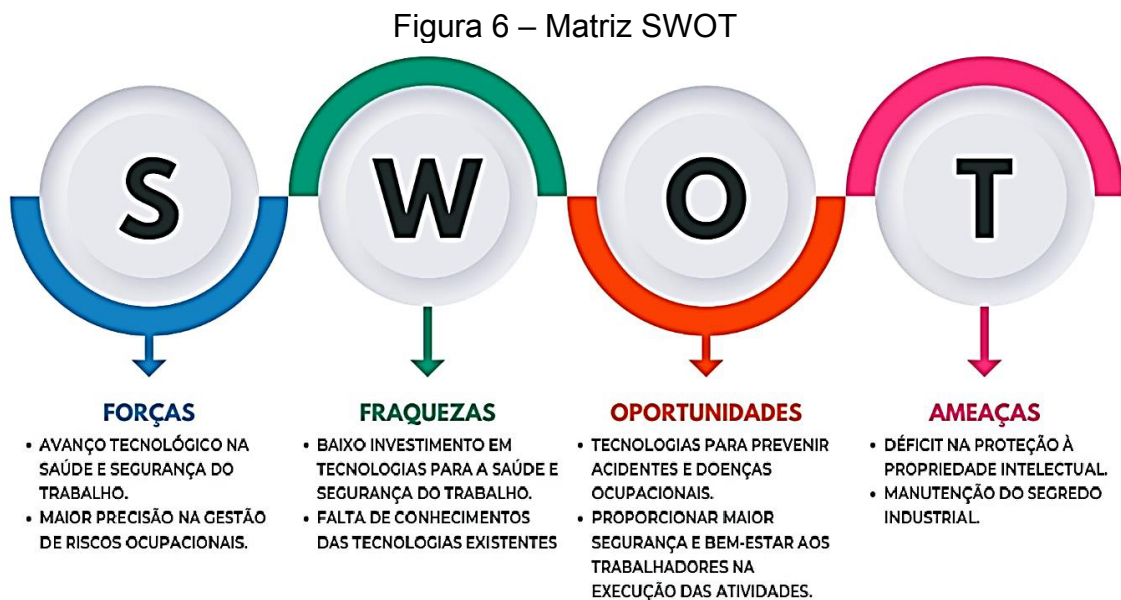 Figura 6 – Matriz SWOT
S
W
O
T
FORÇAS
• AVANÇO TECNOLÓGICO NA
SAÚDE E SEGURANÇA DO
TRABALHO.
• MAIOR PRECISÃO NA GESTÃO
DE RISCOS OCUPACIONAIS.
FRAQUEZAS
• BAIXO INVESTIMENTO EM
TECNOLOGIAS PARA A SAÚDE E
SEGURANÇA DO TRABALHO.
• FALTA DE CONHECIMENTOS
DAS TECNOLOGIAS EXISTENTES
OPORTUNIDADES
• TECNOLOGIAS PARA PREVENIR
ACIDENTES E DOENÇAS
OCUPACIONAIS.
• PROPORCIONAR MAIOR
SEGURANÇA E BEM-ESTAR AOS
TRABALHADORES NA
EXECUÇÃO DAS ATIVIDADES.
AMEAÇAS
• DÉFICIT NA PROTEÇÃO À
PROPRIEDADE INTELECTUAL.
• MANUTENÇÃO DO SEGREDO
INDUSTRIAL.